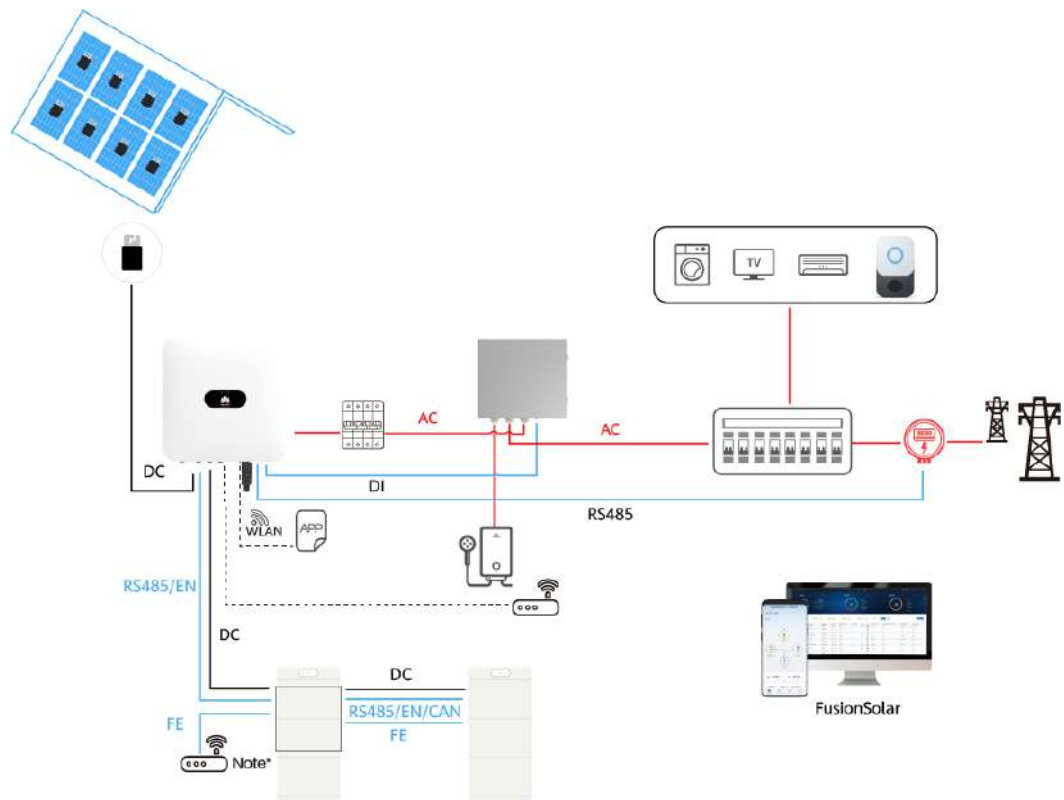 TV
AC
AC
DC
DI
RS485
WLAN
APP
RS485/EN
DC
DC
RS485/EN/CAN
FE
FE
Note*
FusionSolar